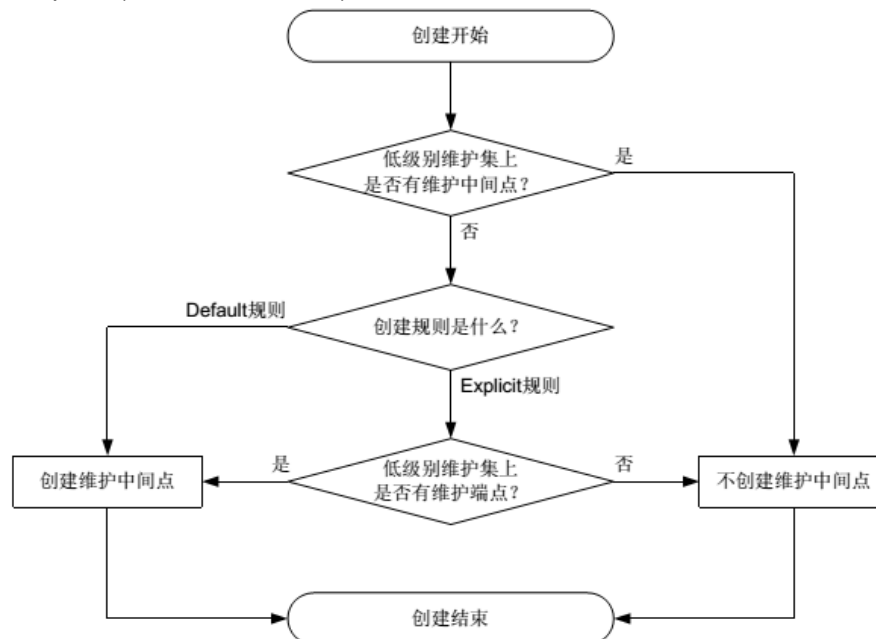 创建开始
低级别维护集上
是否有维护中间点？
是
否
Default规则
创建规则是什么？
Explicit规则
创建维护中间点
是
低级别维护集上
是否有维护端点？
否
不创建维护中间点
创建结束